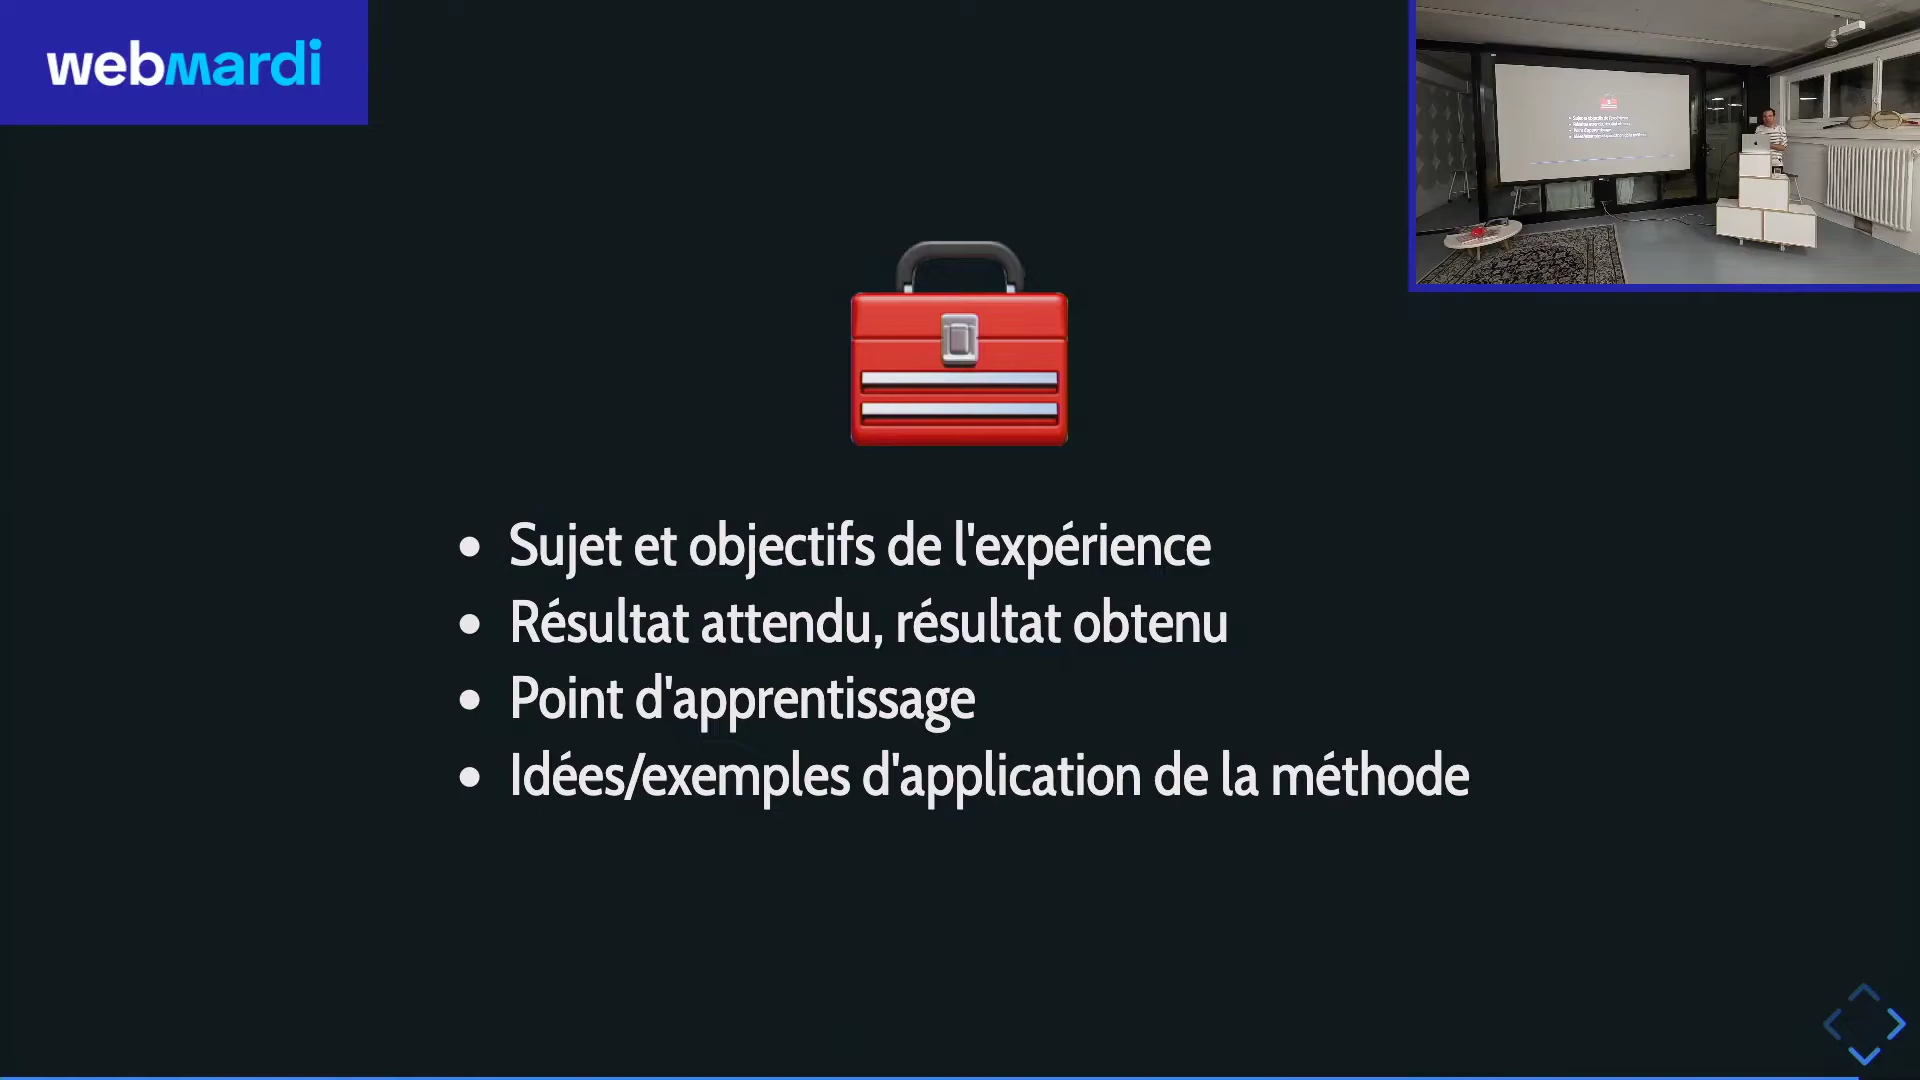 webmardi
Sujet et objectifs de l'expérience
Résultat attendu, résultat obtenu
Point d'apprentissage
Idées/exemples d'application de la méthode